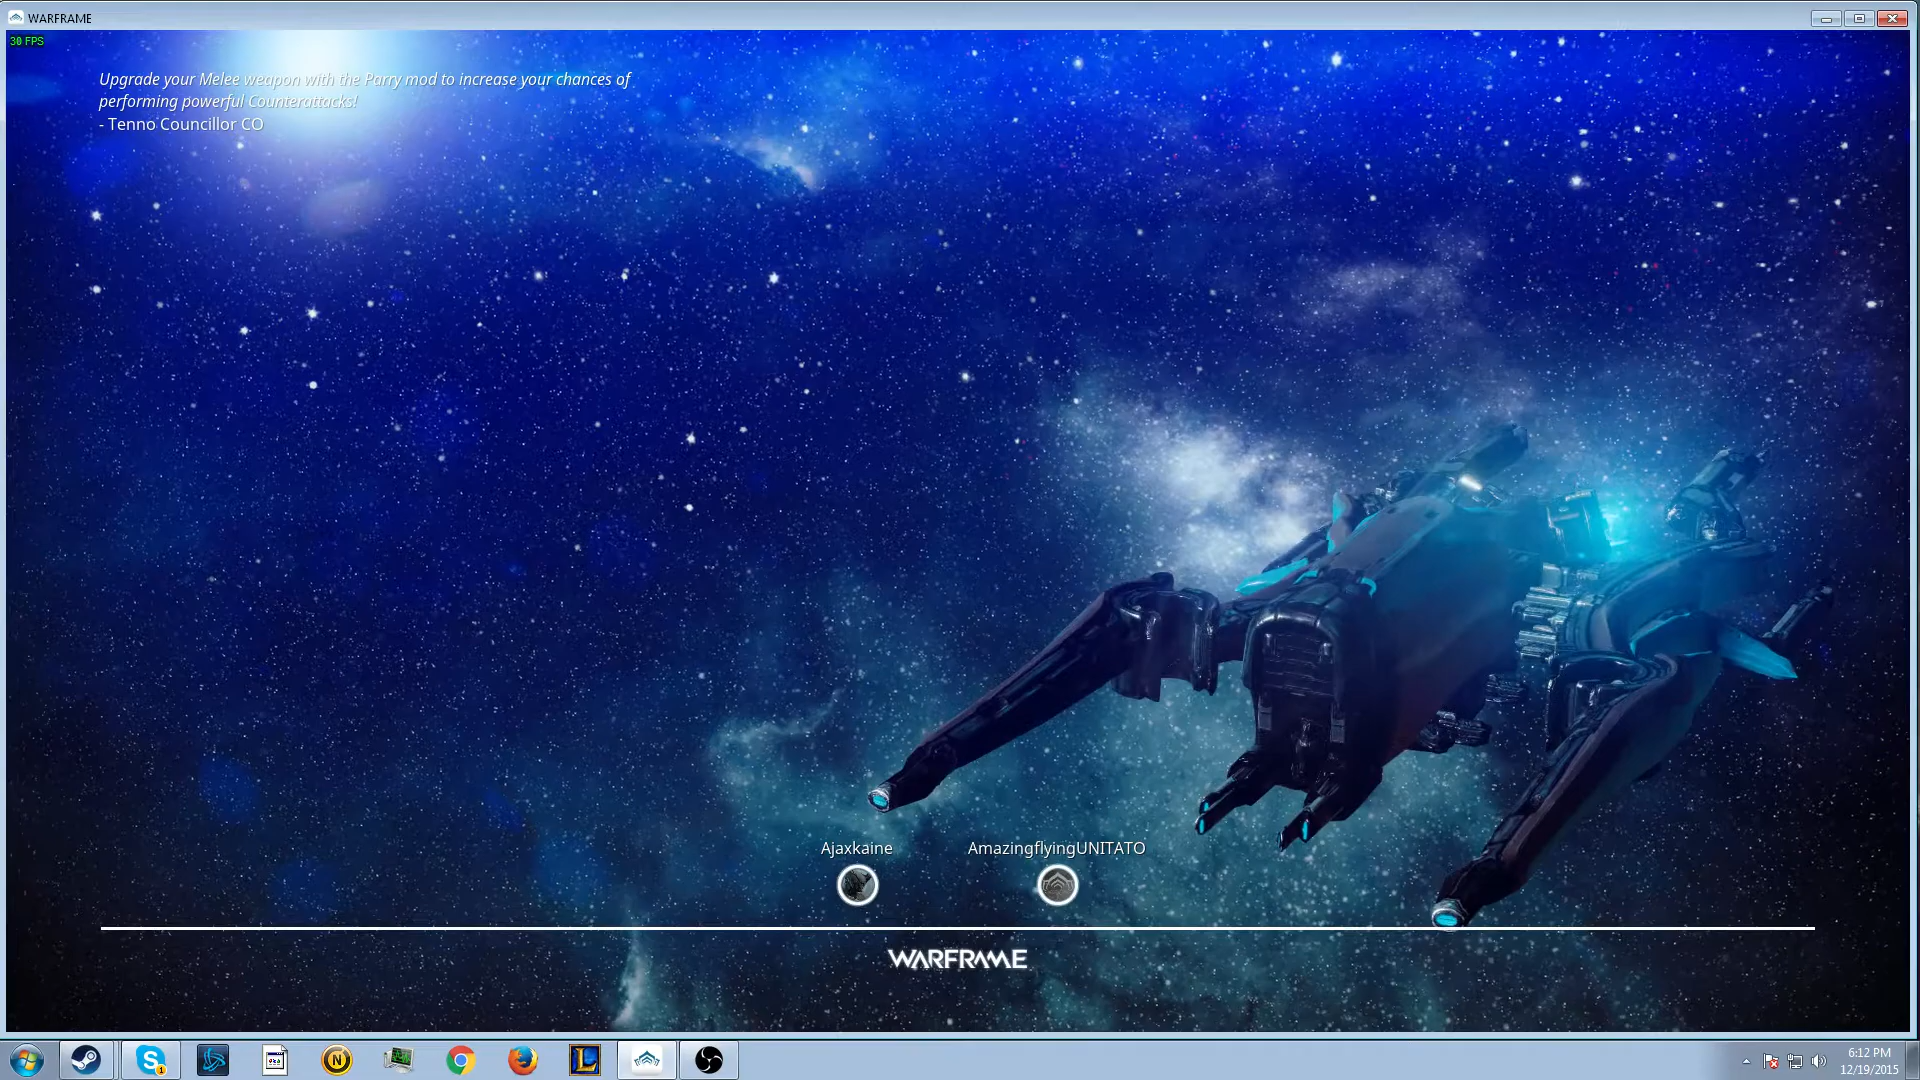 WARFRAME
30 FPS
Upgrade your Melee weapon with the Parry mod to increase your chances of
performing powerful Counterattacks!
- Tenno Councillor CO
Ajaxkaine
AmazingflyingUNITATO
WARFRAME
1
N
L
6:12 PM
12/19/2015